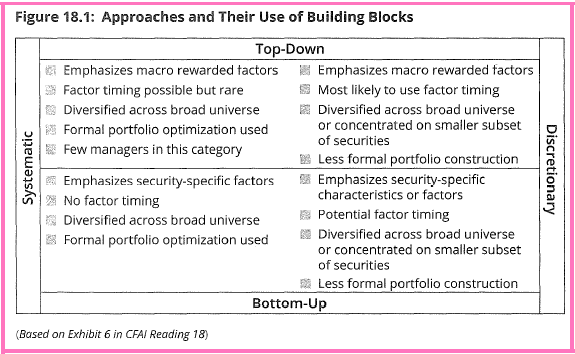 Figure 18.1: Approaches and Their Use of Building Blocks
Top-Down
Systematic
Emphasizes macro rewarded factors
Factor timing possible but rare
Diversified across broad universe
Formal portfolio optimization used
Few managers in this category
Emphasizes macro rewarded factors
Most likely to use factor timing
Diversified across broad universe
or concentrated on smaller subset
of securities
Less formal portfolio construction
Discretionary
Emphasizes security-specific factors
No factor timing
Diversified across broad universe
Formal portfolio optimization used
Emphasizes security-specific
characteristics or factors
Potential factor timing
Diversified across broad universe
or concentrated on smaller subset
of securities
Less formal portfolio construction
Bottom-Up
(Based on Exhibit 6 in CFAI Reading 18)